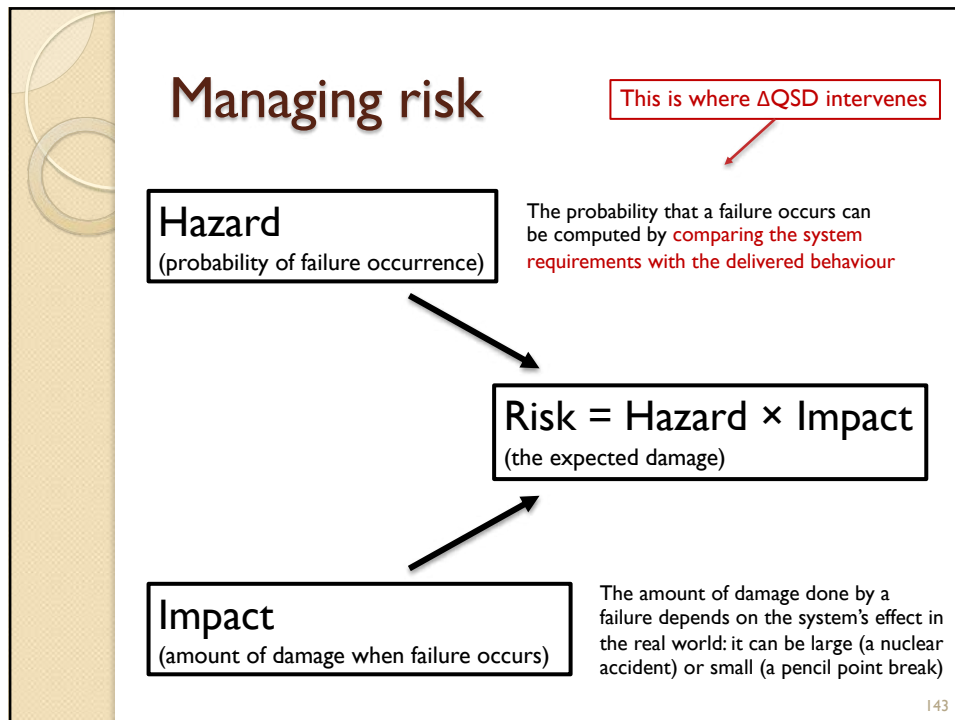 Managing risk
This is where ∆QSD intervenes
Hazard
(probability of failure occurrence)
The probability that a failure occurs can
be computed by comparing the system
requirements with the delivered behaviour
Risk = Hazard × Impact
(the expected damage)
Impact
(amount of damage when failure occurs)
The amount of damage done by a
failure depends on the system's effect in
the real world: it can be large (a nuclear
accident) or small (a pencil point break)
143